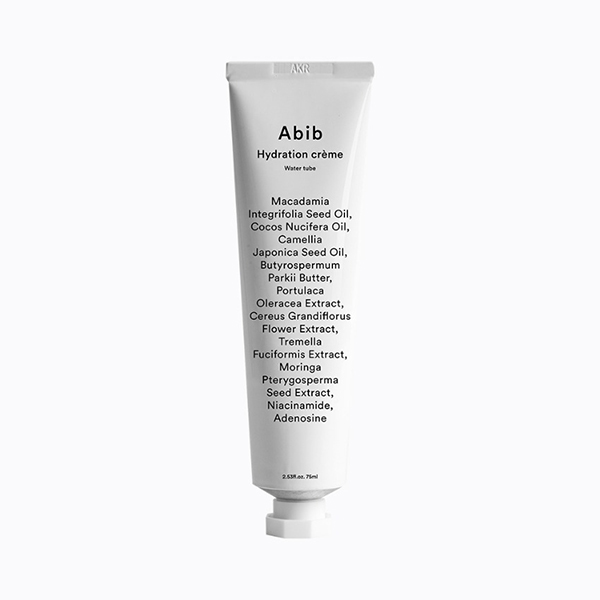 AKR
Abib
Hydration crème
Water tube
Macadamia
Integrifolia Seed Oil,
Cocos Nucifera Oil,
Camellia
Japonica Seed Oil,
Butyrospermum
Parkii Butter,
Portulaca
Oleracea Extract,
Cereus Grandiflorus
Flower Extract,
Tremella
Fuciformis Extract,
Moringa
Pterygosperma
Seed Extract,
Niacinamide,
Adenosine
2.53fl.oz. 75ml